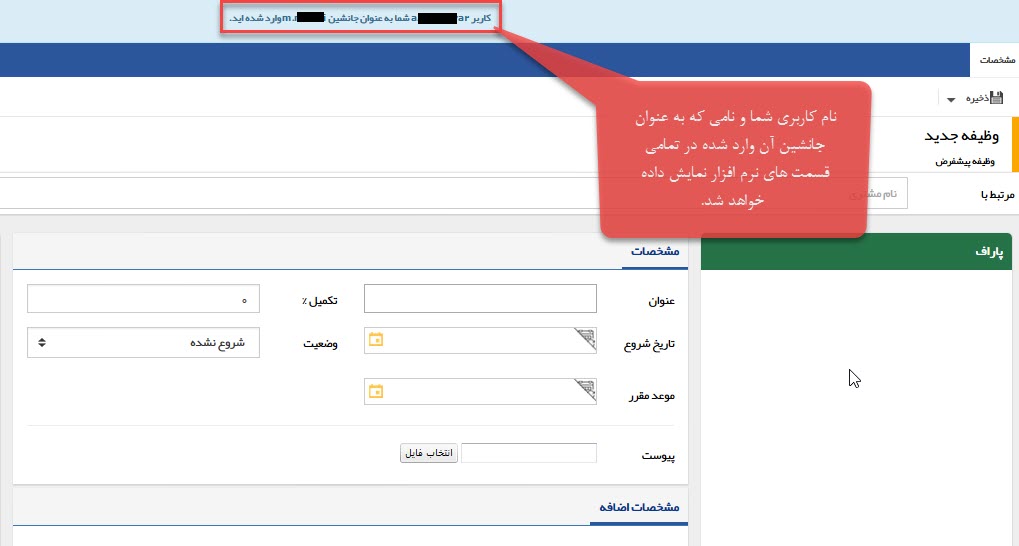 کاربر a ar شما به عنوان جانشین m.r i وارد شده اید.
مشخصات
ذخیره
نام کاربری شما و نامی که به عنوان
جانشین آن وارد شده در تمامی
قسمت های نرم افزار نمایش داده
خواهد شد.
وظیفه جدید
وظیفه پیشفرض
مرتبط با
نام مشتری
پاراف
مشخصات
عنوان
تکمیل ٪
۰
تاریخ شروع
وضعیت
شروع نشده
موعد مقرر
پیوست
انتخاب فایل
مشخصات اضافه